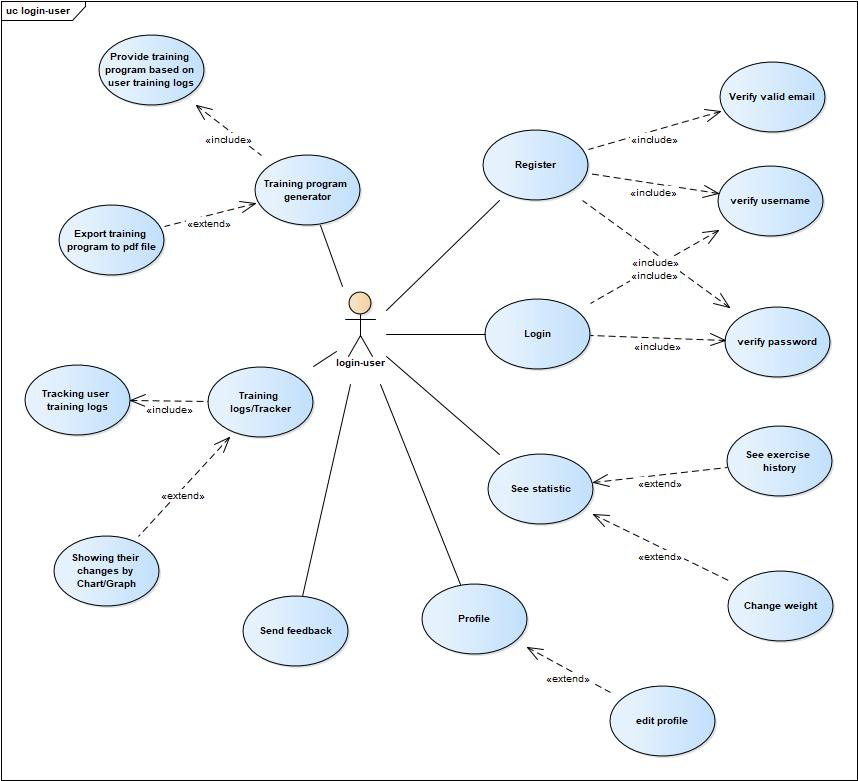 uc login-user
Provide training
program based on
user training logs
«include»
Training program
generator
Export training
program to pdf file
«extend»
Register
Verify valid email
«include»
verify username
«include»
«include»
«include»
Login
verify password
«include»
login-user
Tracking user
training logs
«include»
Training
logs/Tracker
«extend»
Showing their
changes by
Chart/Graph
See statistic
See exercise
history
«extend»
«extend»
Change weight
Send feedback
Profile
«extend»
edit profile